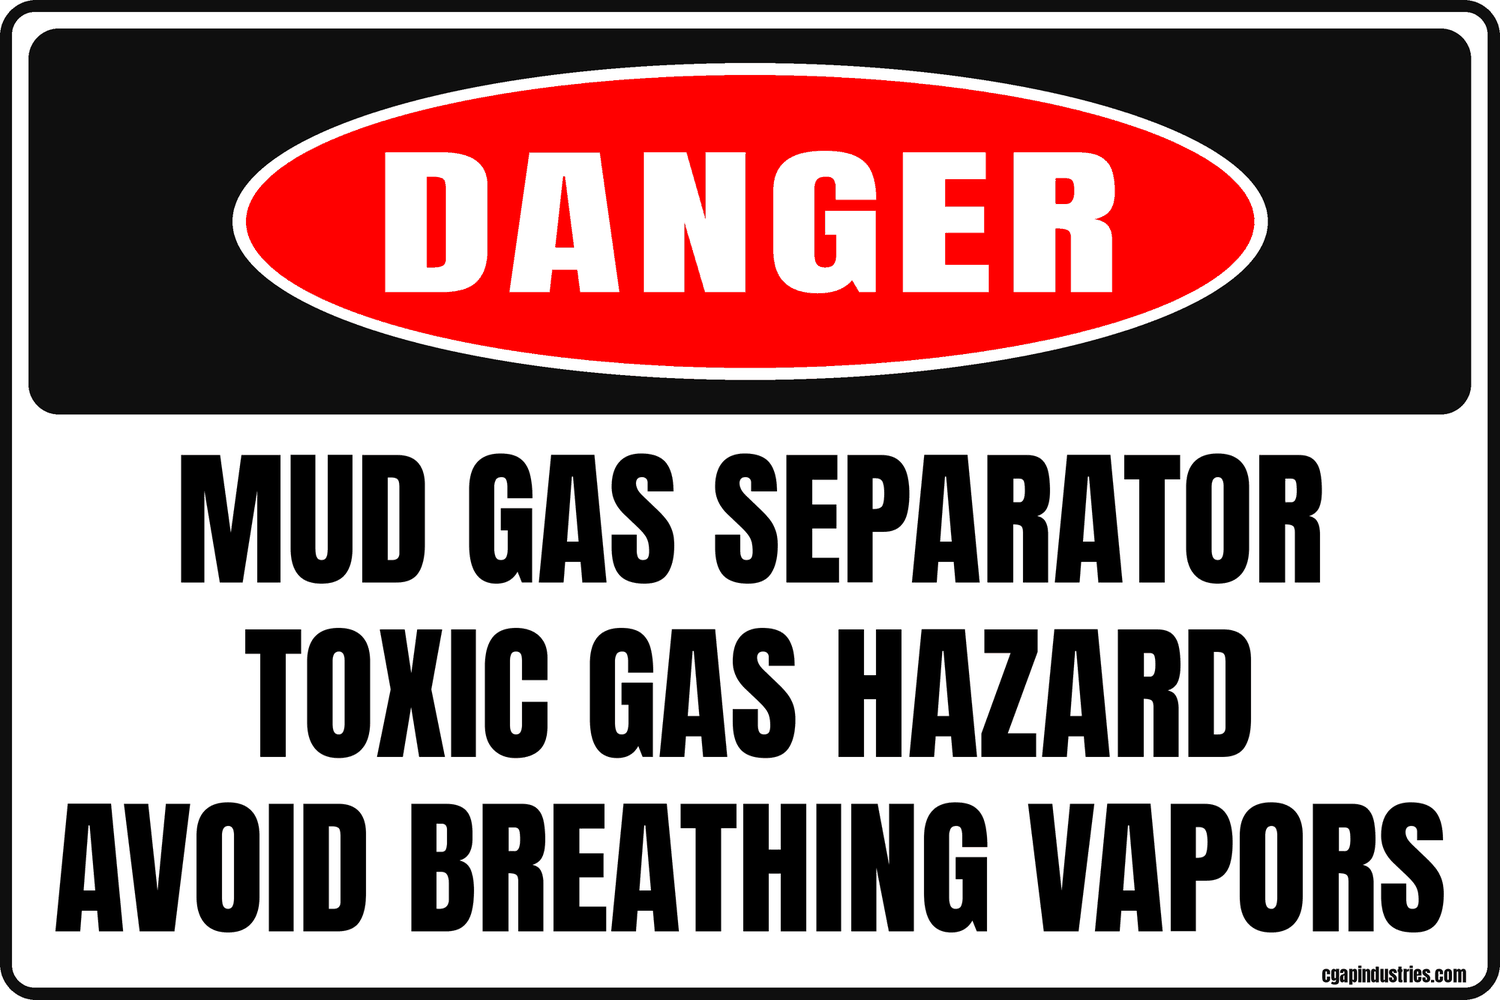 DANGER
MUD GAS SEPARATOR
TOXIC GAS HAZARD
AVOID BREATHING VAPORS
cgapindustries.com